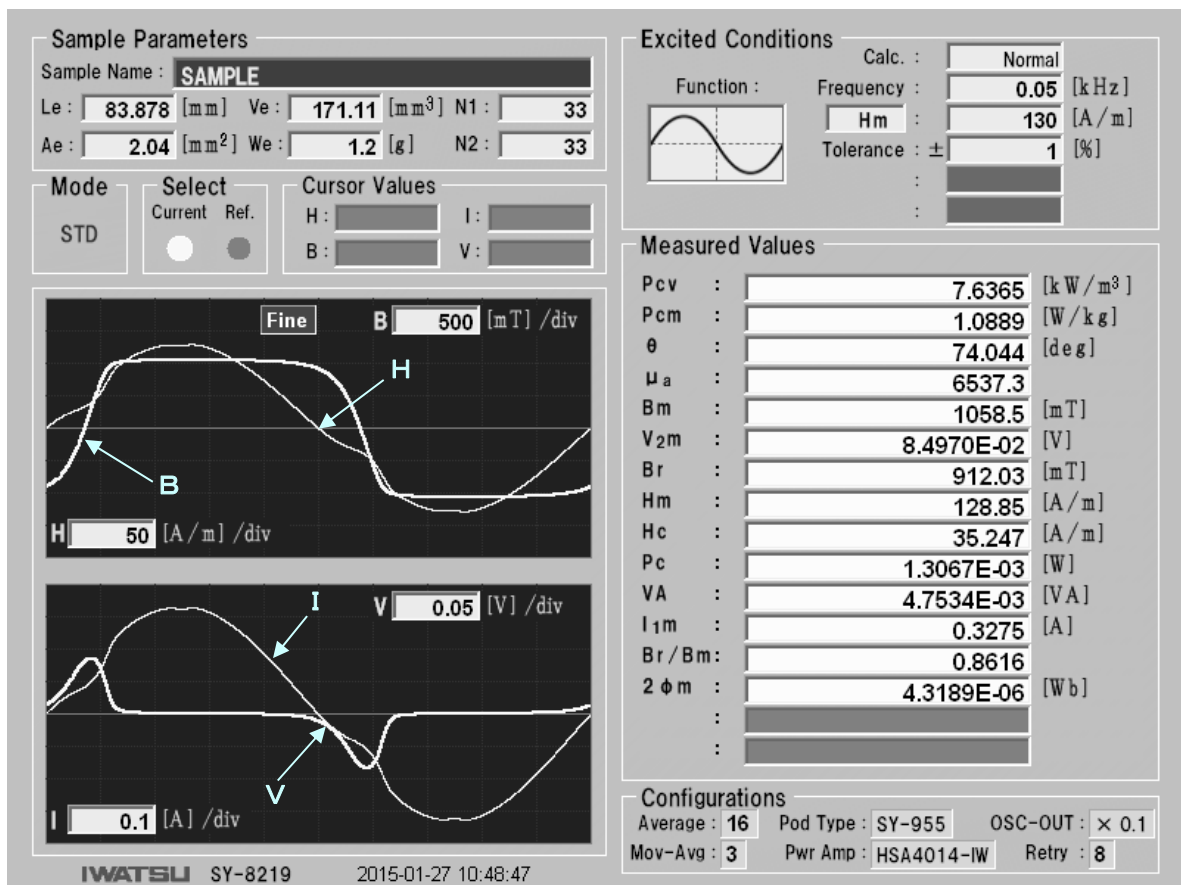 Sample Parameters
Sample Name : SAMPLE
Le : 83.878 [mm] Ve : 171.11 [mm³] N1 : 33
Ae : 2.04 [mm²] We : 1.2 [g] N2 : 33
Mode
STD
Select
Current Ref.
Cursor Values
H : I :
B : V :
Fine B 500 [mT] /div
H
B
H 50 [A/m] /div
I V 0.05 [V] /div
V
I 0.1 [A] /div
IWATSU SY-8219 2015-01-27 10:48:47
Excited Conditions
Function :
Calc. : Normal
Frequency : 0.05 [kHz]
Hm : 130 [A/m]
Tolerance : ± 1 [%]
:
:
Measured Values
Pcv : 7.6365 [kW/m³]
Pcm : 1.0889 [W/kg]
θ : 74.044 [deg]
μa : 6537.3
Bm : 1058.5 [mT]
V2m : 8.4970E-02 [V]
Br : 912.03 [mT]
Hm : 128.85 [A/m]
Hc : 35.247 [A/m]
Pc : 1.3067E-03 [W]
VA : 4.7534E-03 [VA]
I1m : 0.3275 [A]
Br/Bm: 0.8616
2φm : 4.3189E-06 [Wb]
:
:
Configurations
Average : 16 Pod Type : SY-955 OSC-OUT : × 0.1
Mov-Avg : 3 Pwr Amp : HSA4014-IW Retry : 8